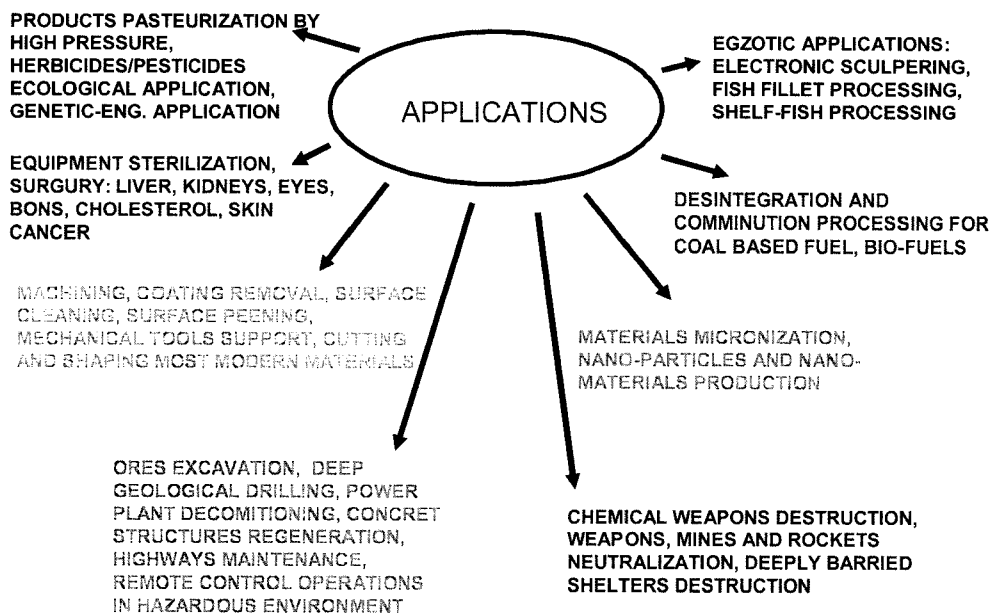 PRODUCTS PASTEURIZATION BY
HIGH PRESSURE,
HERBICIDES/PESTICIDES
ECOLOGICAL APPLICATION,
GENETIC-ENG. APPLICATION
EGZOTIC APPLICATIONS:
ELECTRONIC SCULPERING,
FISH FILLET PROCESSING,
SHELF-FISH PROCESSING
APPLICATIONS
EQUIPMENT STERILIZATION,
SURGURY: LIVER, KIDNEYS, EYES,
BONS, CHOLESTEROL, SKIN
CANCER
DESINTEGRATION AND
COMMINUTION PROCESSING FOR
COAL BASED FUEL, BIO-FUELS
MACHINING, COATING REMOVAL, SURFACE
CLEANING, SURFACE PEENING,
MECHANICAL TOOLS SUPPORT, CUTTING
AND SHAPING MOST MODERN MATERIALS
MATERIALS MICRONIZATION,
NANO-PARTICLES AND NANO-
MATERIALS PRODUCTION
ORES EXCAVATION, DEEP
GEOLOGICAL DRILLING, POWER
PLANT DECOMITIONING, CONCRET
STRUCTURES REGENERATION,
HIGHWAYS MAINTENANCE,
REMOTE CONTROL OPERATIONS
IN HAZARDOUS ENVIRONMENT
CHEMICAL WEAPONS DESTRUCTION,
WEAPONS, MINES AND ROCKETS
NEUTRALIZATION, DEEPLY BARRIED
SHELTERS DESTRUCTION